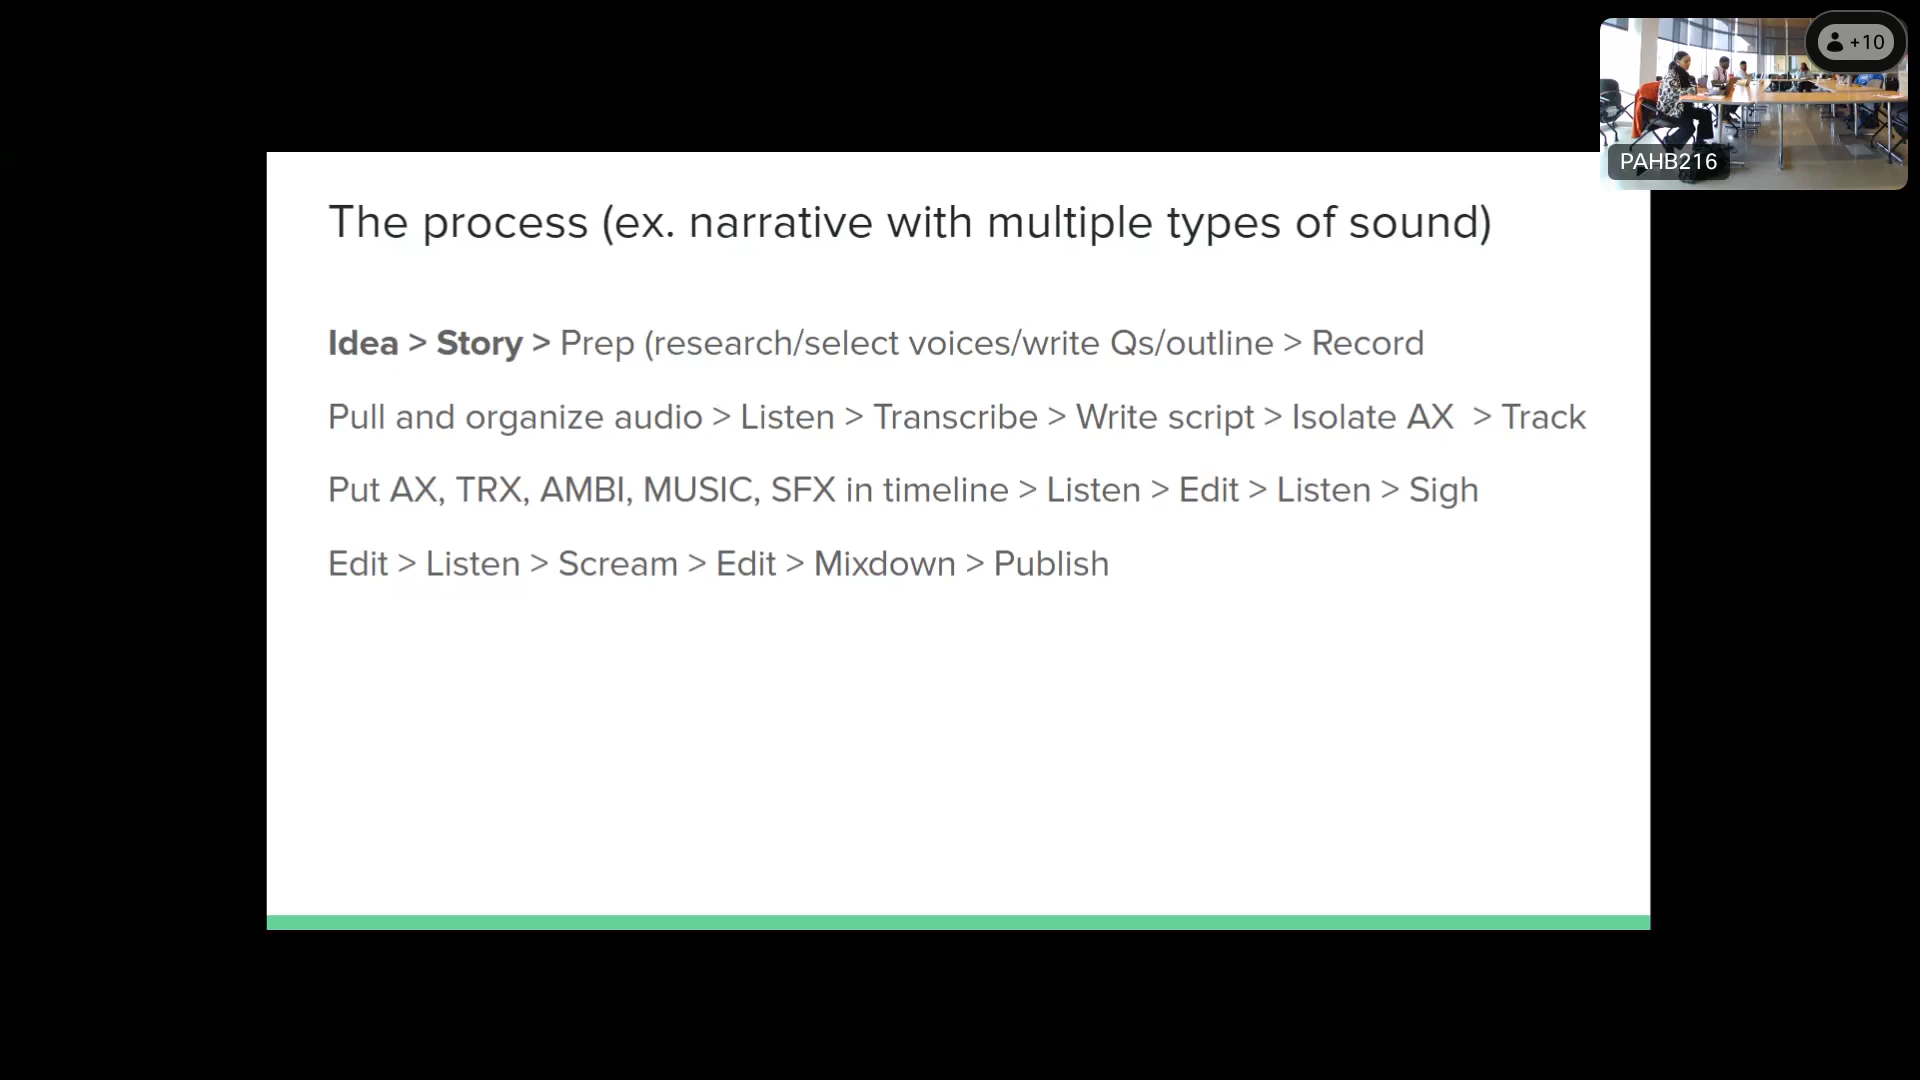 The process (ex. narrative with multiple types of sound)
Idea > Story > Prep (research/select voices/write Qs/outline > Record
Pull and organize audio > Listen > Transcribe > Write script > Isolate AX > Track
Put AX, TRX, AMBI, MUSIC, SFX in timeline > Listen > Edit > Listen > Sigh
Edit > Listen > Scream > Edit > Mixdown > Publish
+10
PAHB216